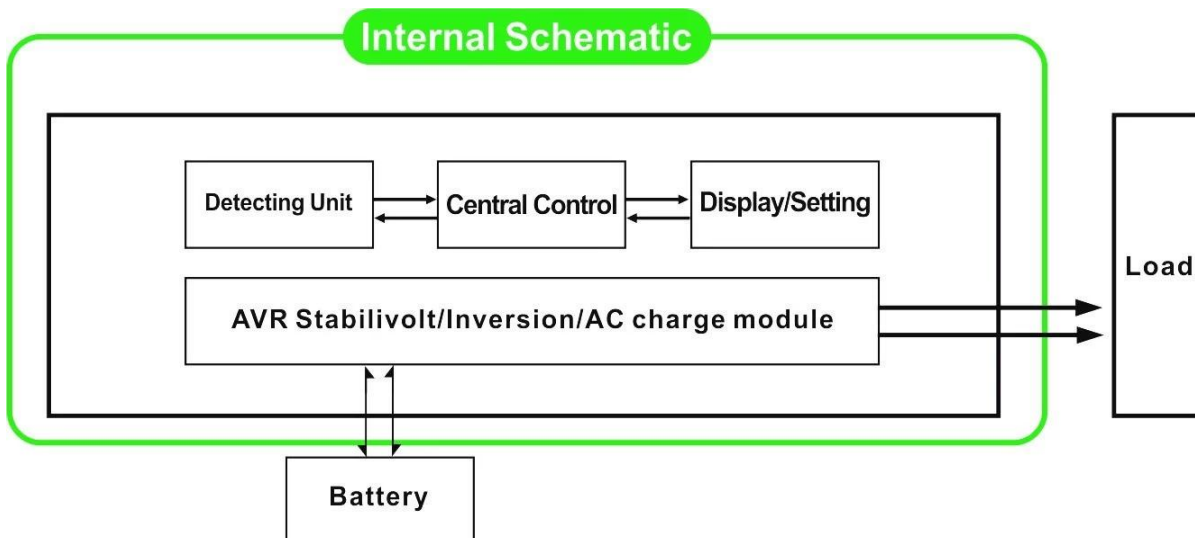 Internal Schematic
Detecting Unit
Central Control
Display/Setting
Load
AVR Stabilivolt/Inversion/AC charge module
Battery